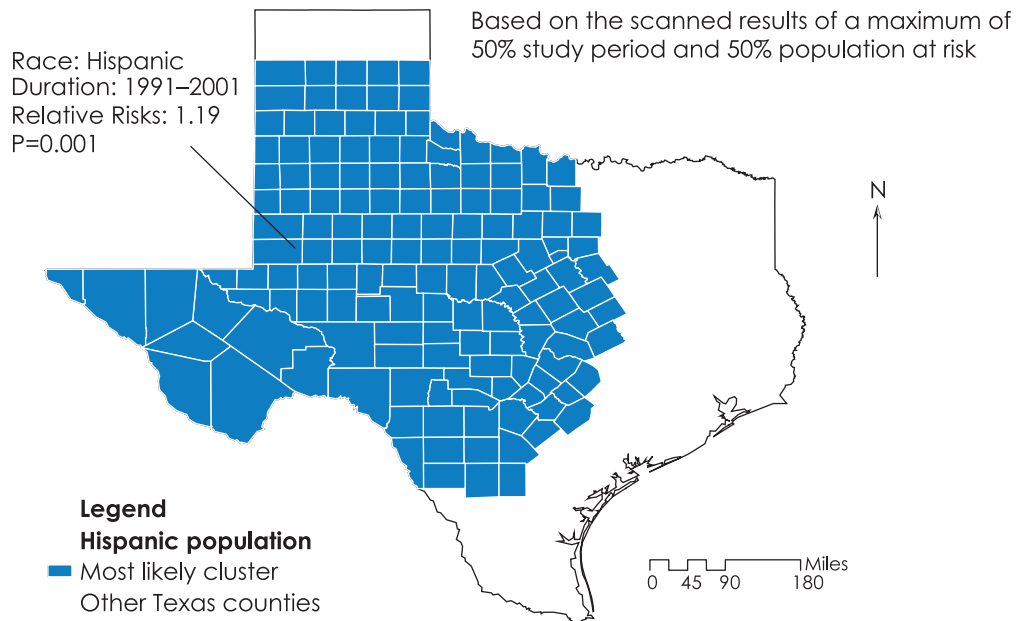 Based on the scanned results of a maximum of
50% study period and 50% population at risk
Race: Hispanic
Duration: 1991–2001
Relative Risks: 1.19
P=0.001
N
Legend
Hispanic population
Most likely cluster
Other Texas counties
Miles
0 45 90 180